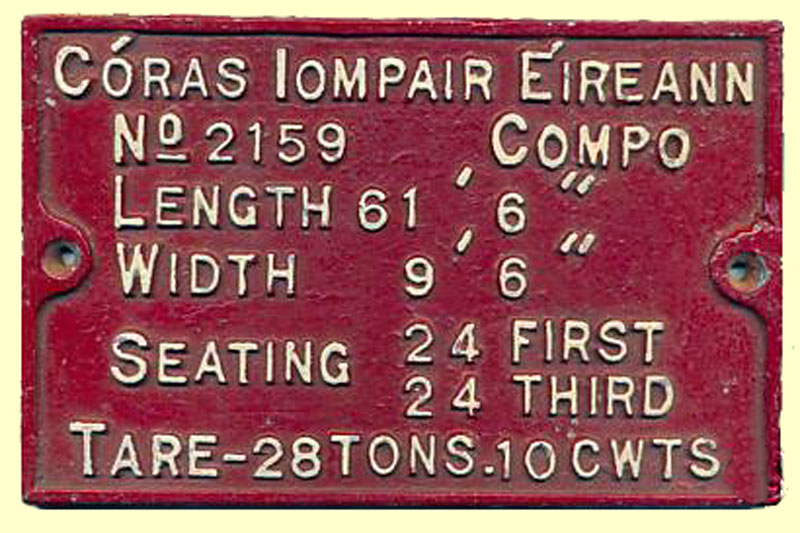 CÓRAS IOMPAIR ÉIREANN
Nº 2159 COMPO
LENGTH 61' 6"
WIDTH 9' 6"
SEATING 24 FIRST
24 THIRD
TARE-28TONS.10CWTS